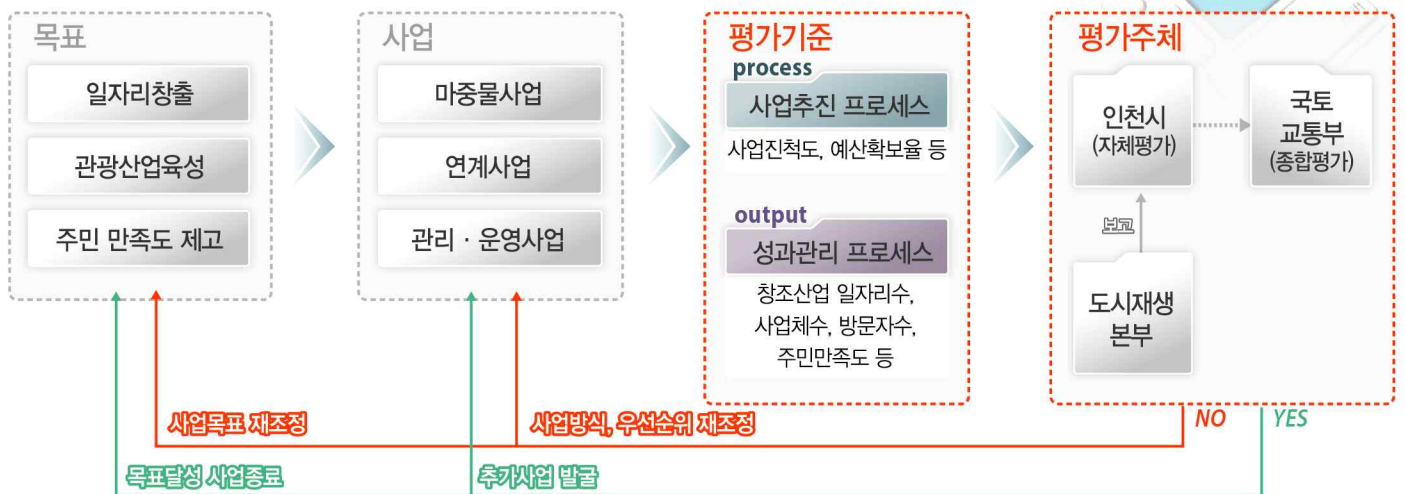 목표
일자리창출
관광산업육성
주민 만족도 제고
사업
마중물사업
연계사업
관리 · 운영사업
평가기준
process
사업추진 프로세스
사업진척도, 예산확보율 등
output
성과관리 프로세스
창조산업 일자리수,
사업체수, 방문자수,
주민만족도 등
평가주체
인천시
(자체평가)
국토
교통부
(종합평가)
보고
도시재생
본부
사업목표 재조정
사업방식, 우선순위 재조정
NO
YES
목표달성 사업종료
추가사업 발굴